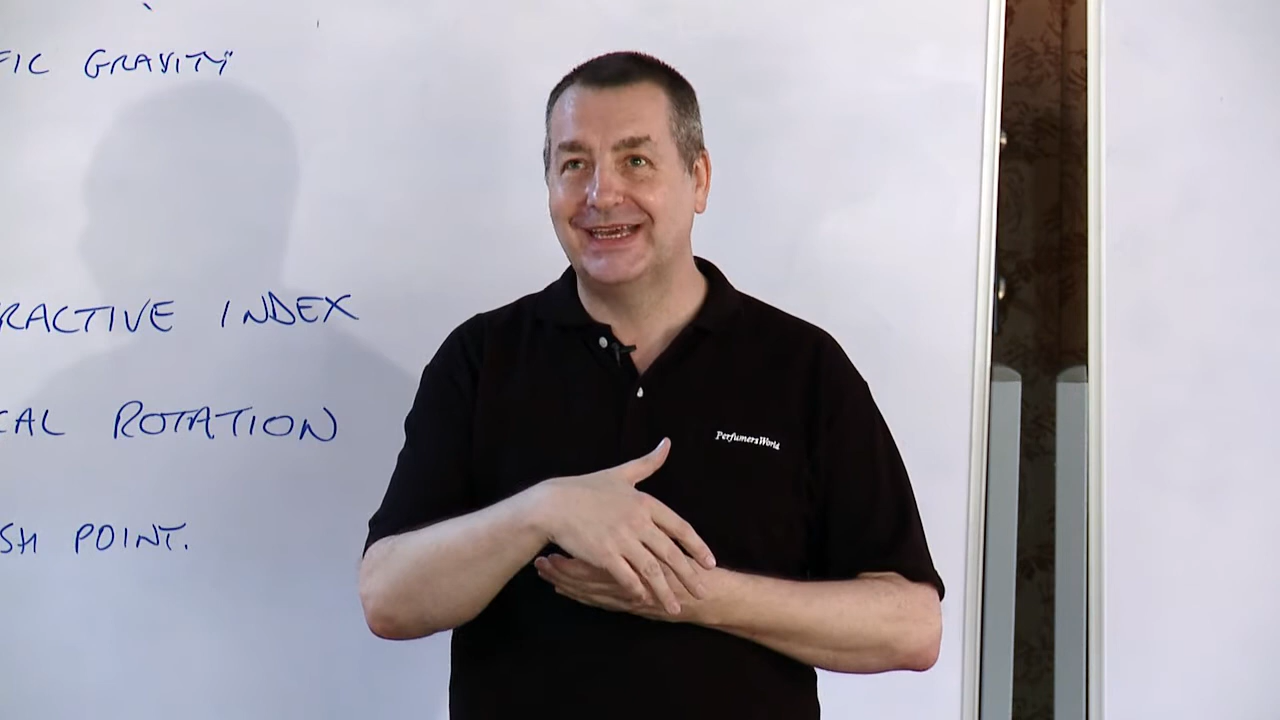 FIC GRAVITY
RACTIVE INDEX
CAL ROTATION
SH POINT.
PerfumersWorld